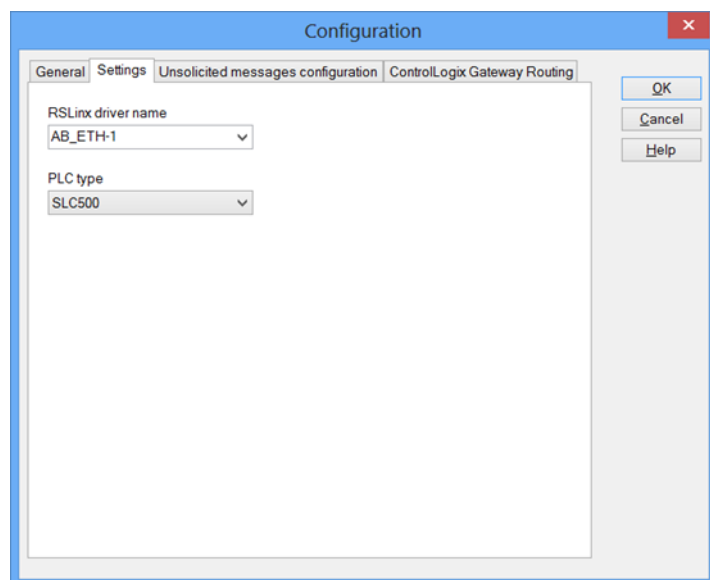 Configuration
General Settings Unsolicited messages configuration ControlLogix Gateway Routing
OK
RSLinx driver name
Cancel
AB_ETH-1
Help
PLC type
SLC500